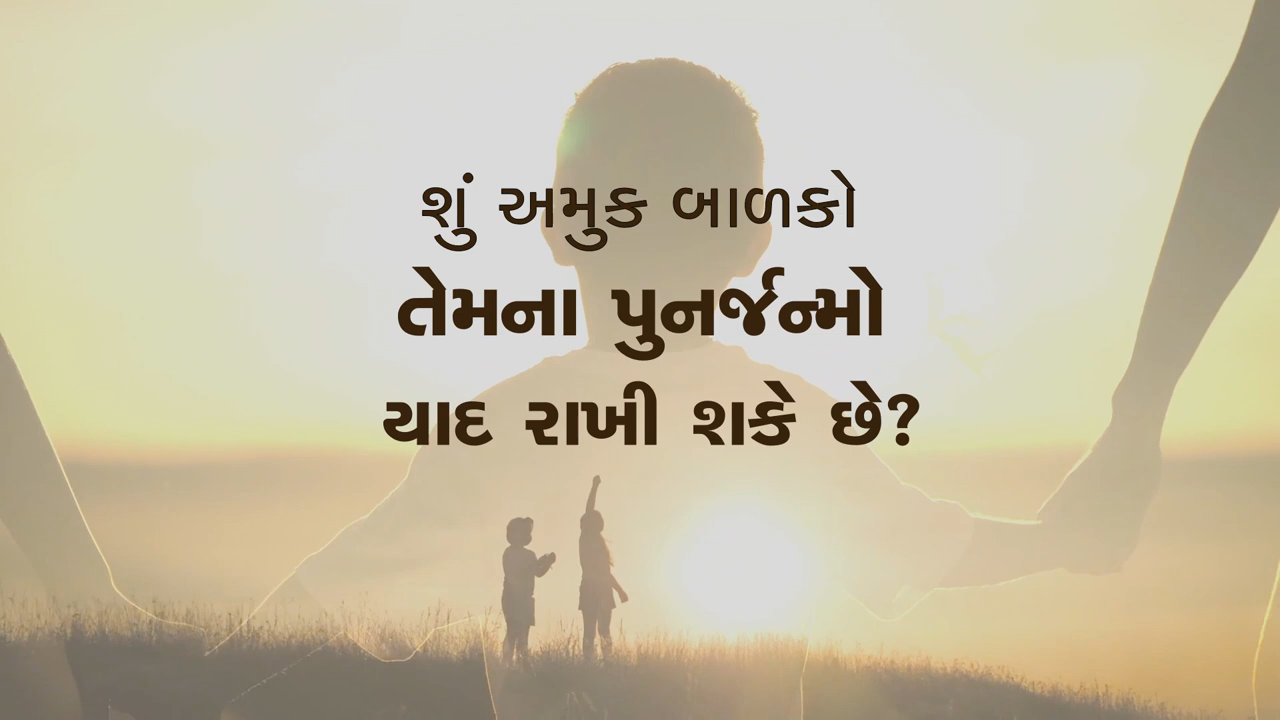 શું અમુક બાળકો
તેમના પુનર્જન્મો
યાદ રાખી શકે છે?